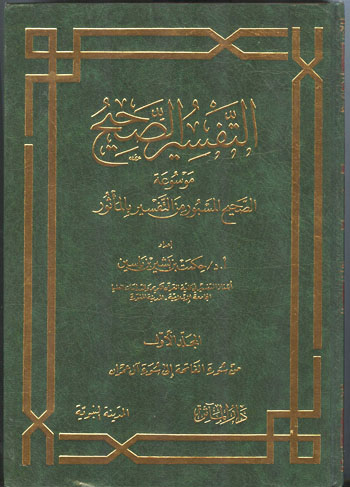 التفسير الصحيح
موسوعة
الصحيح المسبور من التفسير بالمأثور
إعداد
أ. د / حكمت بن بشير بن ياسين
المجلد الأول
من سورة الفاتحة إلى سورة آل عمران
دار المآثر
المدينة النبوية